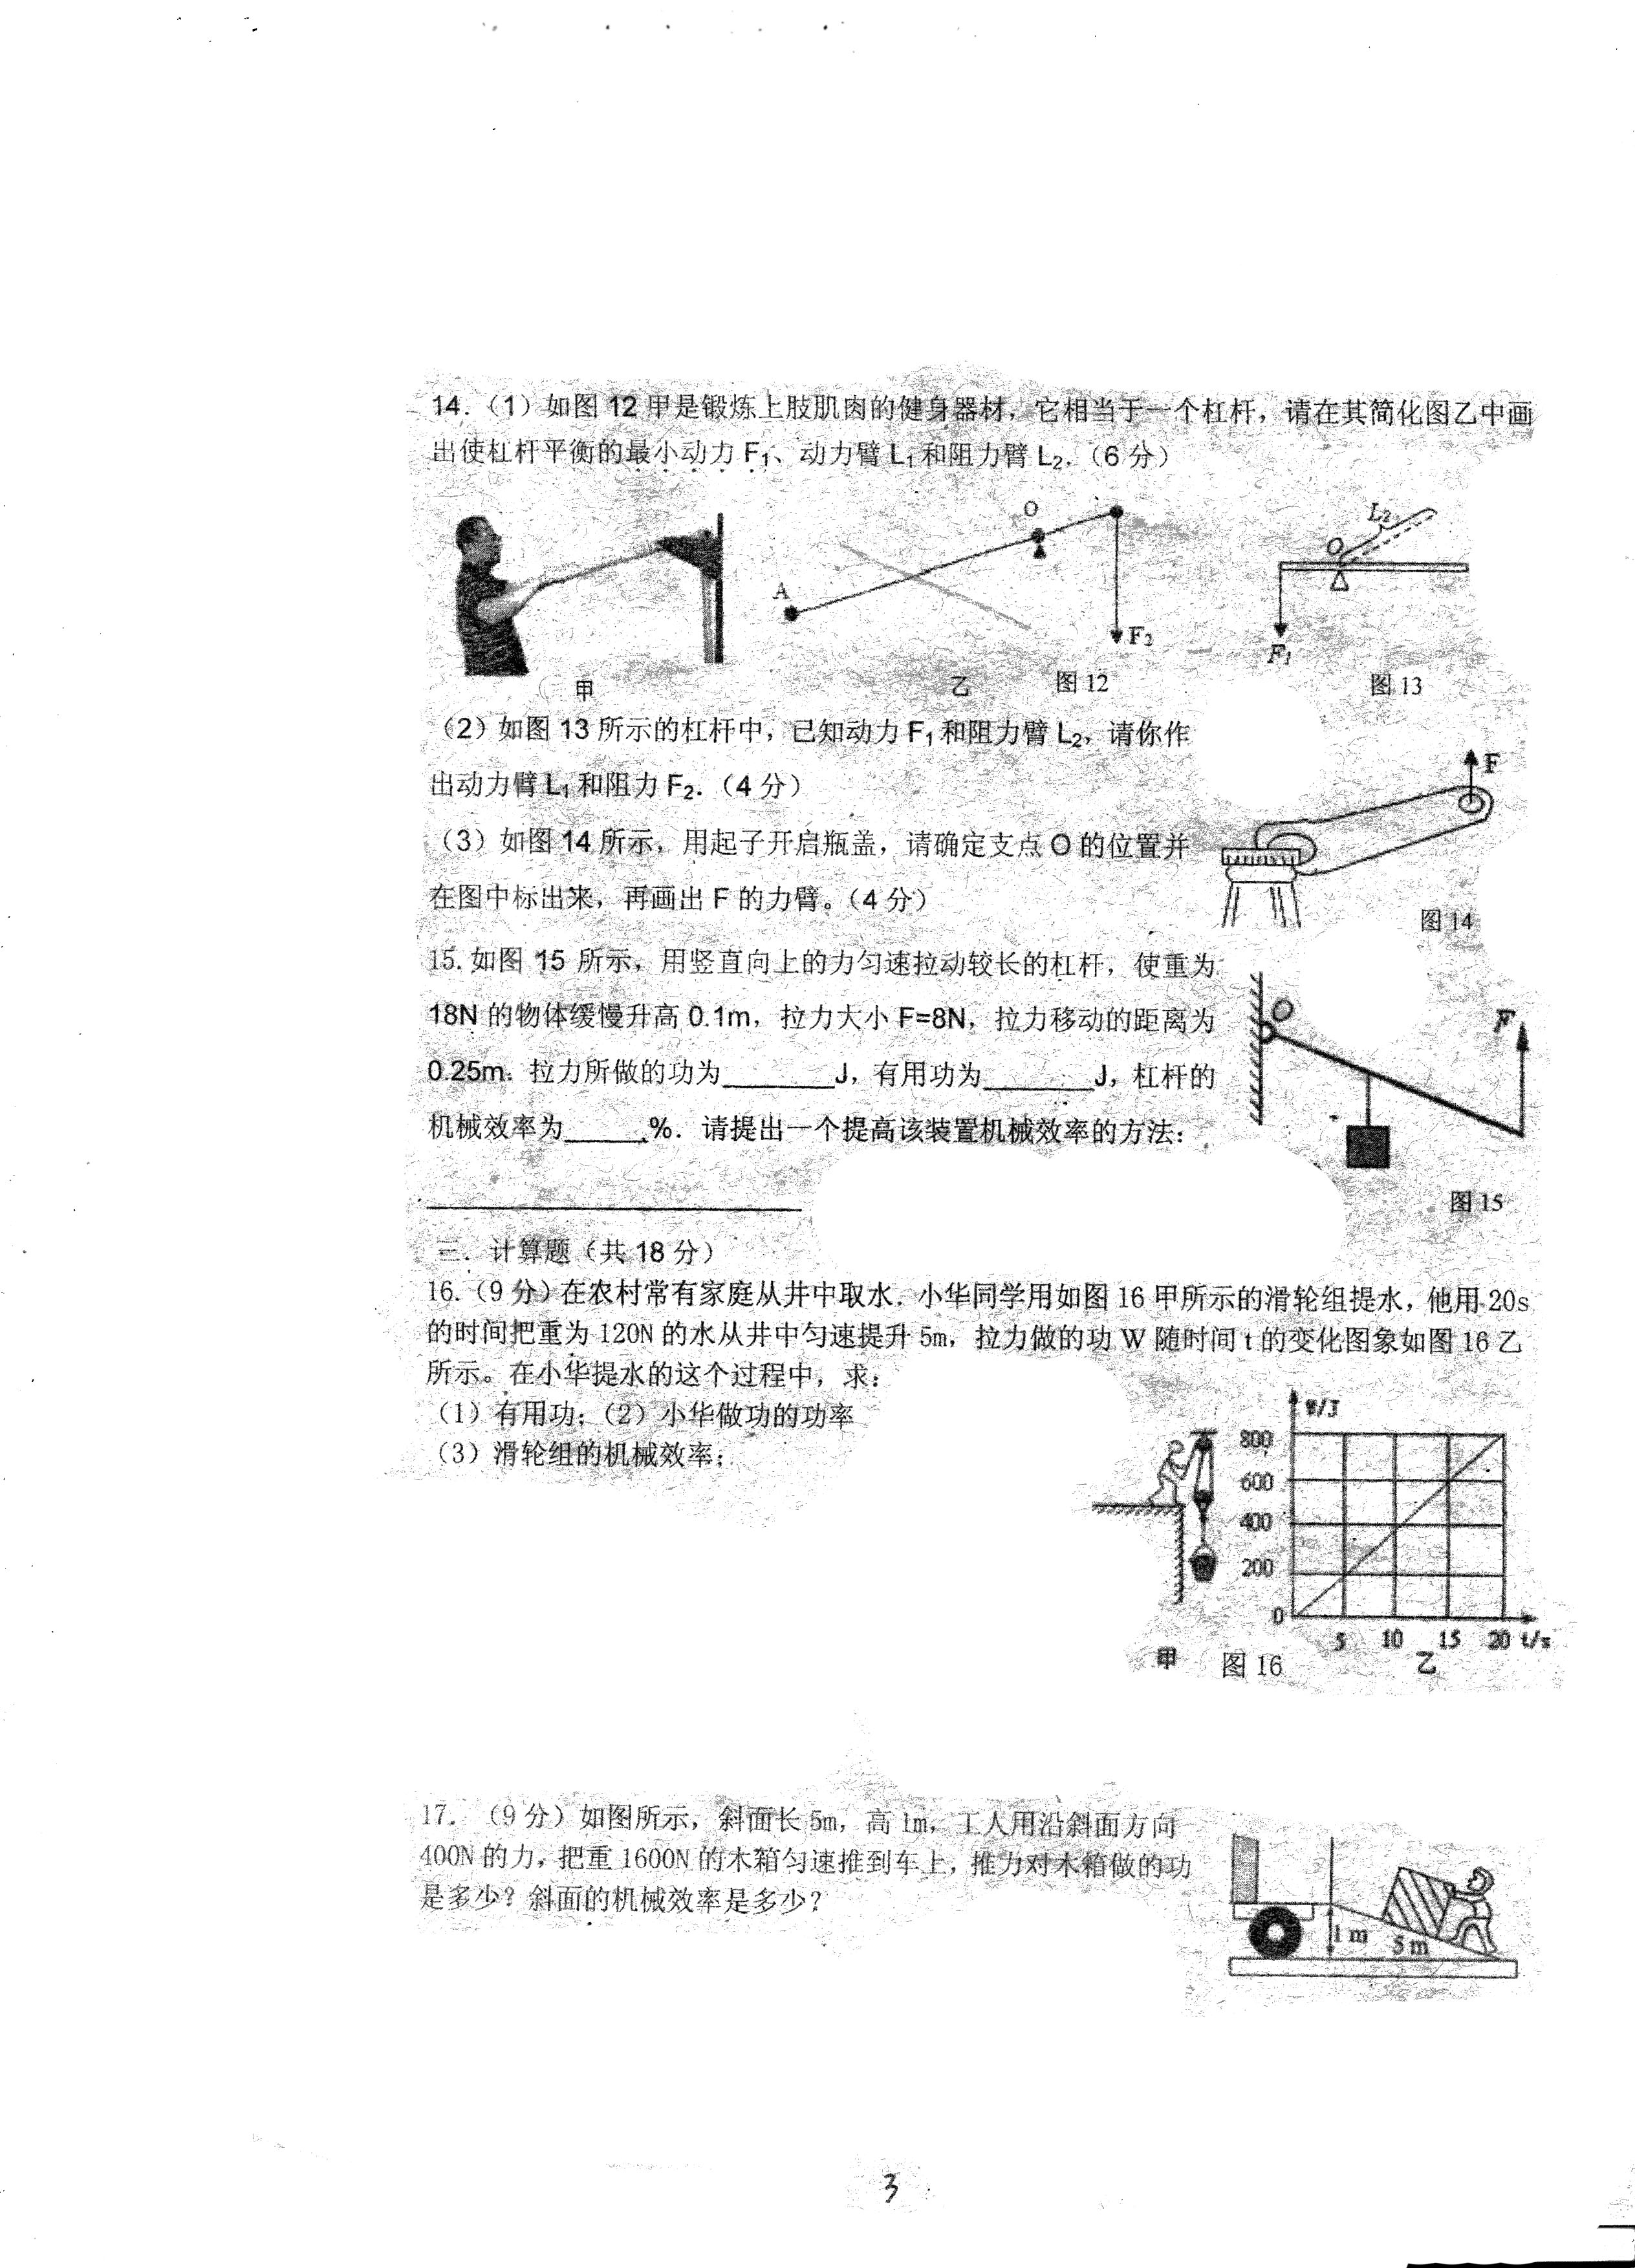 14.（1）如图 12 甲是锻炼上肢肌肉的健身器材，它相当于一个杠杆，请在其简化图乙中画
出使杠杆平衡的最小动力 F₁、动力臂 L₁ 和阻力臂 L₂.（6 分）
O
A
F₂
甲
乙
图 12
L₂
O
F₁
图 13
（2）如图 13 所示的杠杆中，已知动力 F₁ 和阻力臂 L₂，请你作
出动力臂 L₁ 和阻力 F₂.（4 分）
（3）如图 14 所示，用起子开启瓶盖，请确定支点 O 的位置并
在图中标出来，再画出 F 的力臂。（4 分）
F
图 14
15. 如图 15 所示，用竖直向上的力匀速拉动较长的杠杆，使重为
18N 的物体缓慢升高 0.1m，拉力大小 F=8N，拉力移动的距离为
0.25m. 拉力所做的功为______J，有用功为______J，杠杆的
机械效率为_____%. 请提出一个提高该装置机械效率的方法：
____________________
O
F
图 15
三．计算题（共 18 分）
16.（9 分）在农村常有家庭从井中取水. 小华同学用如图 16 甲所示的滑轮组提水，他用 20s
的时间把重为 120N 的水从井中匀速提升 5m，拉力做的功 W 随时间 t 的变化图象如图 16 乙
所示。在小华提水的这个过程中，求：
（1）有用功；（2）小华做功的功率
（3）滑轮组的机械效率；
W/J
800
600
400
200
0
5 10 15 20 t/s
甲 图 16 乙
17. （9 分）如图所示，斜面长 5m，高 1m，工人用沿斜面方向
400N 的力，把重 1600N 的木箱匀速推到车上，推力对木箱做的功
是多少？斜面的机械效率是多少？
1 m
5 m
3